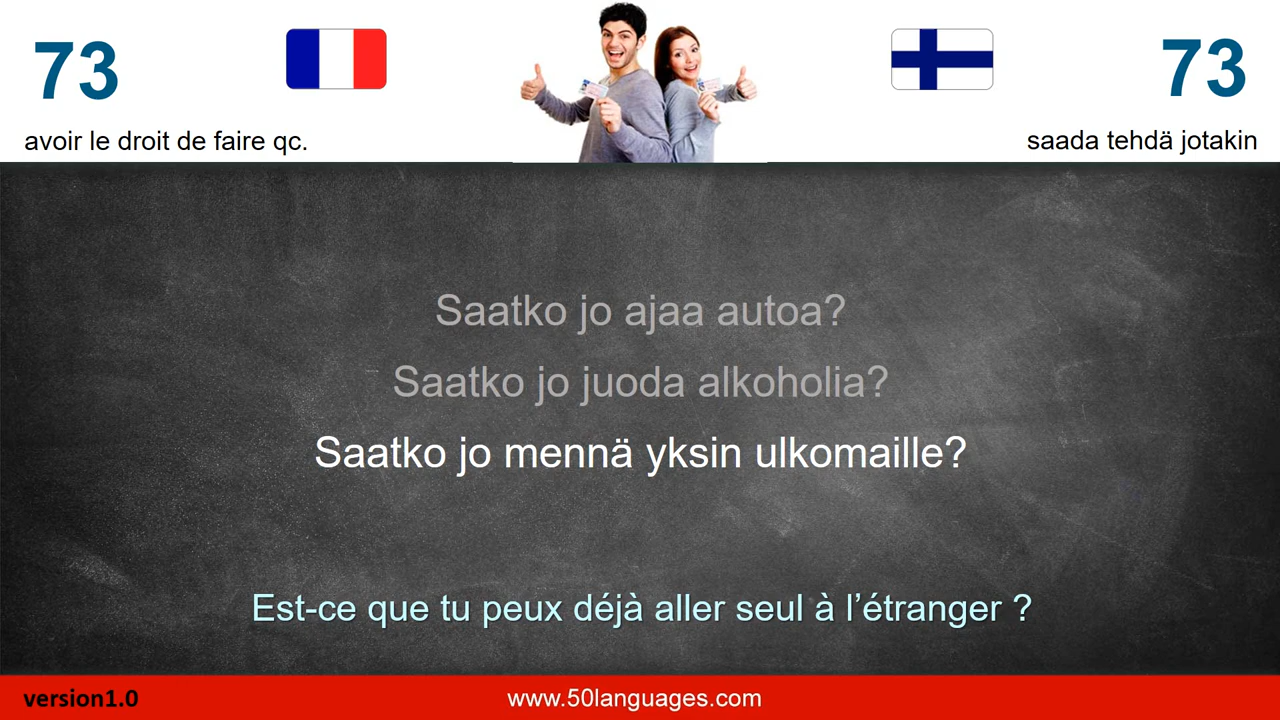 73
73
avoir le droit de faire qc.
saada tehdä jotakin
Saatko jo ajaa autoa?
Saatko jo juoda alkoholia?
Saatko jo mennä yksin ulkomaille?
Est-ce que tu peux déjà aller seul à l’étranger ?
version1.0
www.50languages.com